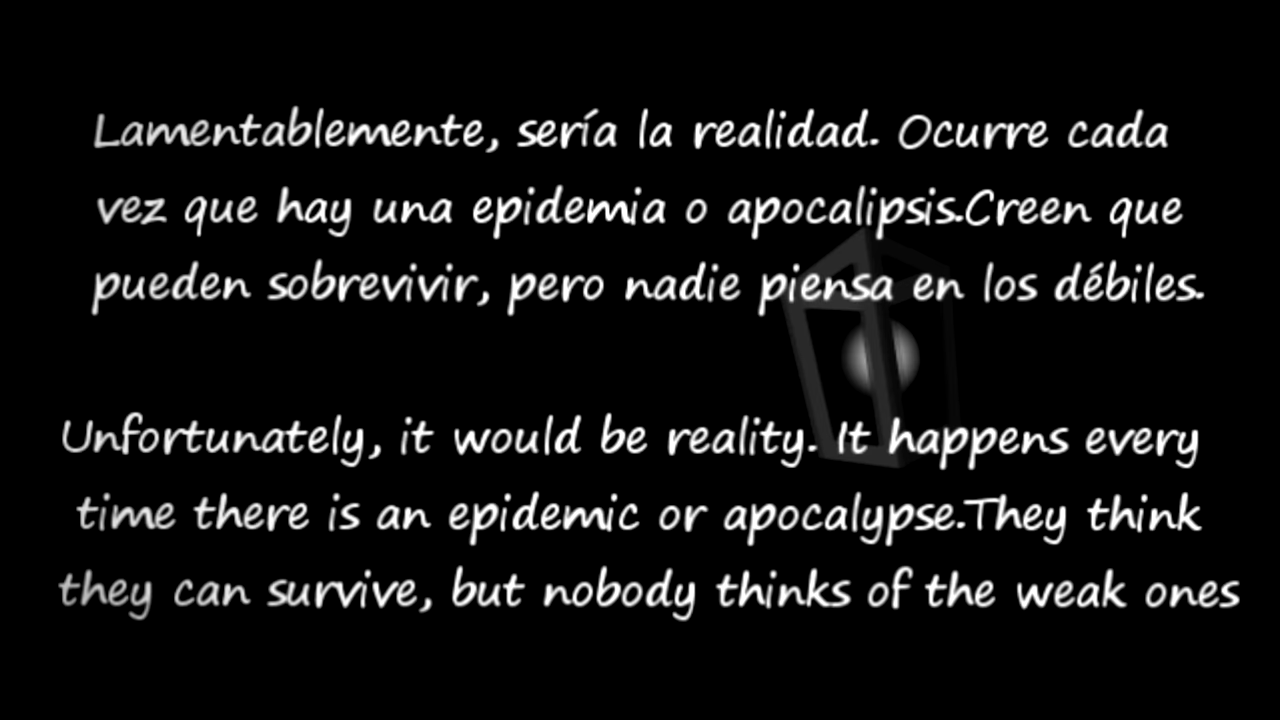 Lamentablemente, sería la realidad. Ocurre cada
vez que hay una epidemia o apocalipsis.Creen que
pueden sobrevivir, pero nadie piensa en los débiles.
Unfortunately, it would be reality. It happens every
time there is an epidemic or apocalypse.They think
they can survive, but nobody thinks of the weak ones